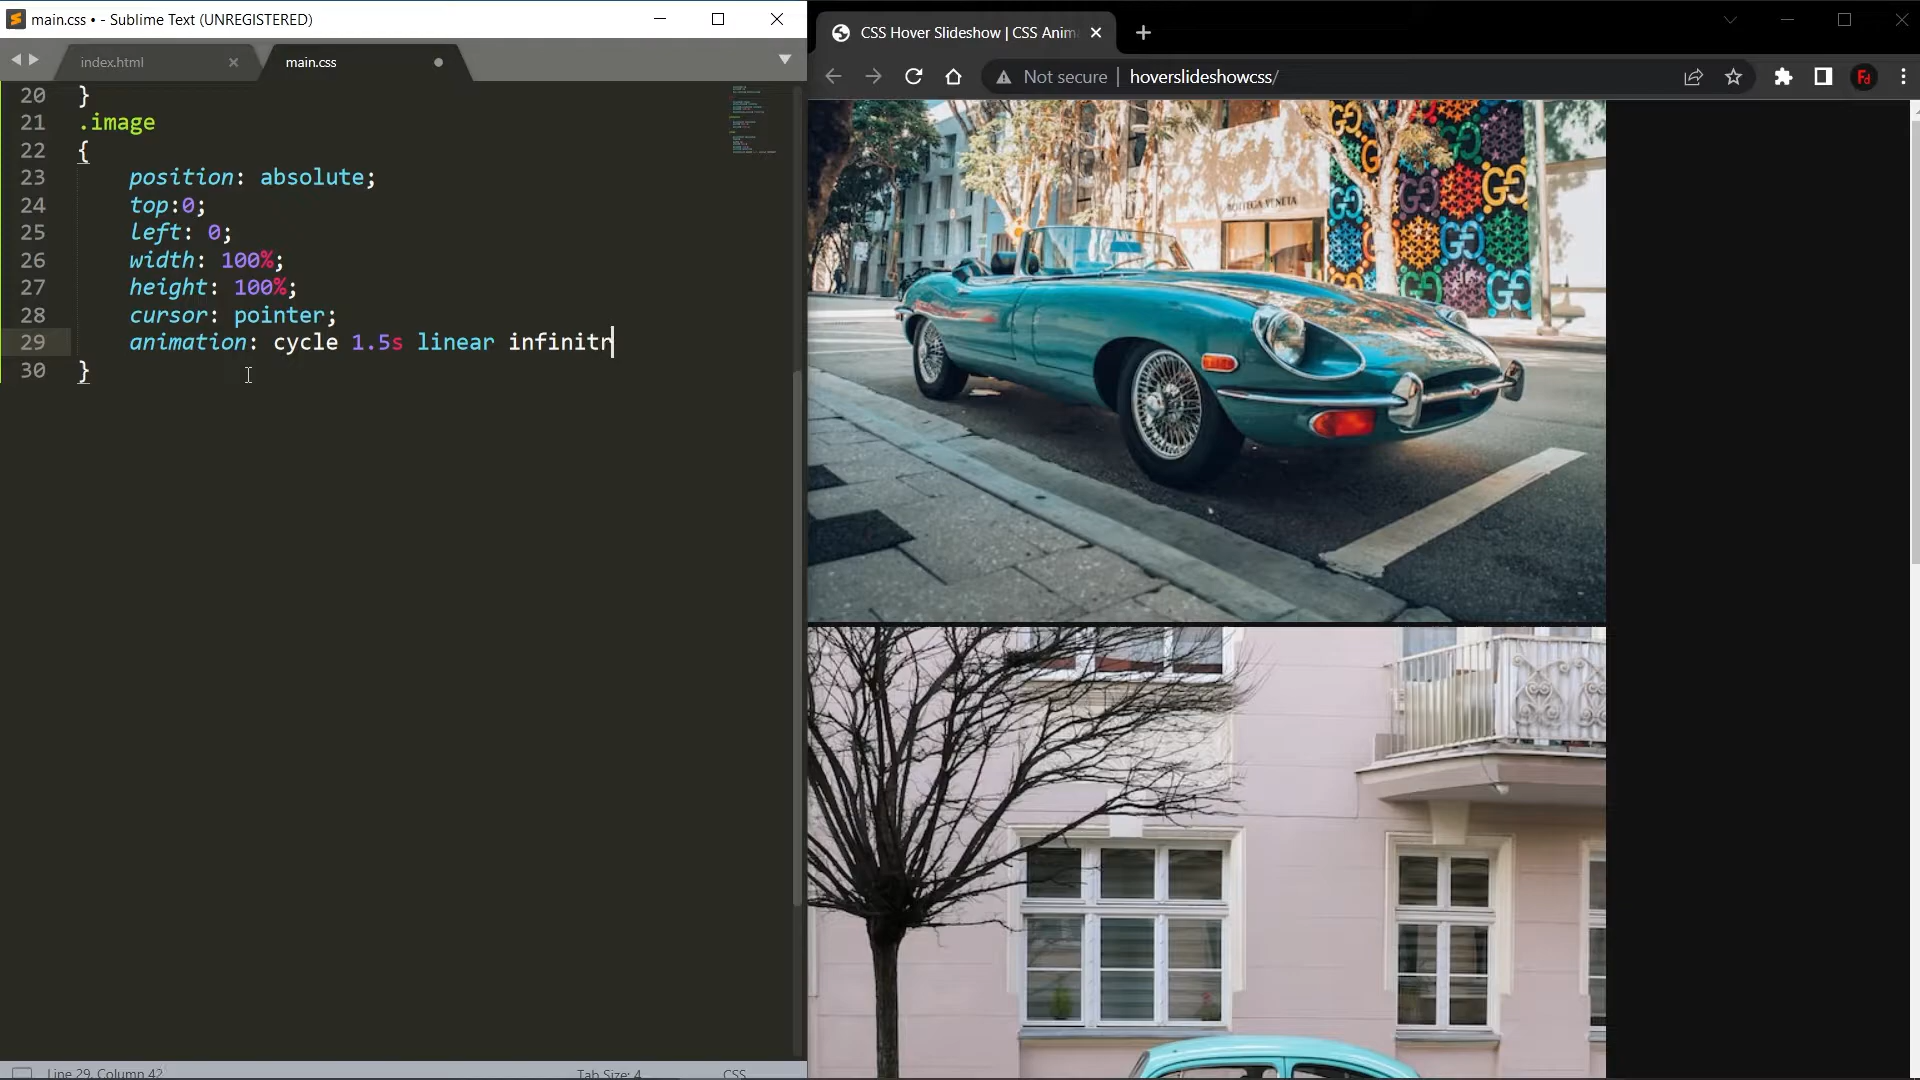 main.css • - Sublime Text (UNREGISTERED)
index.html
main.css
20 }
21 .image
22 {
23 position: absolute;
24 top:0;
25 left: 0;
26 width: 100%;
27 height: 100%;
28 cursor: pointer;
29 animation: cycle 1.5s linear infinitr
30 }
Line 29, Column 42
Tab Size: 4
CSS
CSS Hover Slideshow | CSS Anim
Not secure
hoverslideshowcss/
Fd
BOTTEGA VENETA